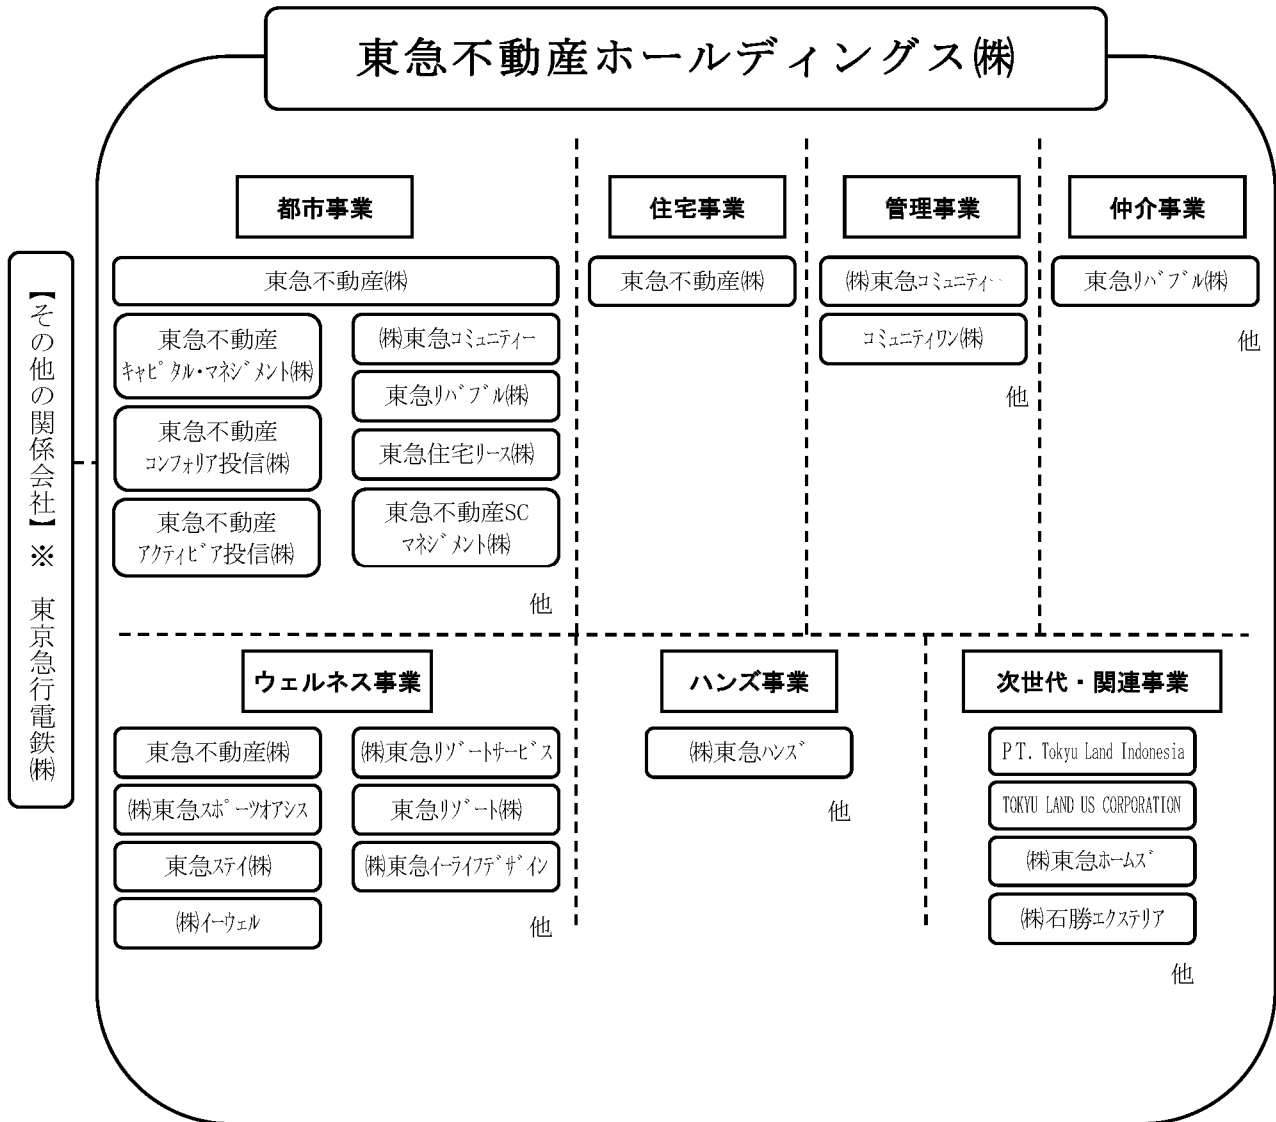 東急不動産ホールディングス㈱
都市事業
東急不動産㈱
東急不動産
ｷｬﾋﾟﾀﾙ・ﾏﾈｼﾞﾒﾝﾄ㈱
東急不動産
ｺﾝﾌｫﾘｱ投信㈱
東急不動産
ｱｸﾃｨﾋﾞｱ投信㈱
㈱東急ｺﾐｭﾆﾃｨｰ
東急ﾘﾊﾞﾌﾞﾙ㈱
東急住宅ﾘｰｽ㈱
東急不動産SC
ﾏﾈｼﾞﾒﾝﾄ㈱
他
住宅事業
東急不動産㈱
管理事業
㈱東急ｺﾐｭﾆﾃｨｰ
ｺﾐｭﾆﾃｨﾜﾝ㈱
他
仲介事業
東急ﾘﾊﾞﾌﾞﾙ㈱
他
【その他の関係会社】※　東京急行電鉄㈱
ウェルネス事業
東急不動産㈱
㈱東急ｽﾎﾟｰﾂｵｱｼｽ
東急ｽﾃｲ㈱
㈱ｲｰｳｪﾙ
㈱東急ﾘｿﾞｰﾄｻｰﾋﾞｽ
東急ﾘｿﾞｰﾄ㈱
㈱東急ｲｰﾗｲﾌﾃﾞｻﾞｲﾝ
他
ハンズ事業
㈱東急ﾊﾝｽﾞ
他
次世代・関連事業
PT. Tokyu Land Indonesia
TOKYU LAND US CORPORATION
㈱東急ﾎｰﾑｽﾞ
㈱石勝ｴｸｽﾃﾘｱ
他